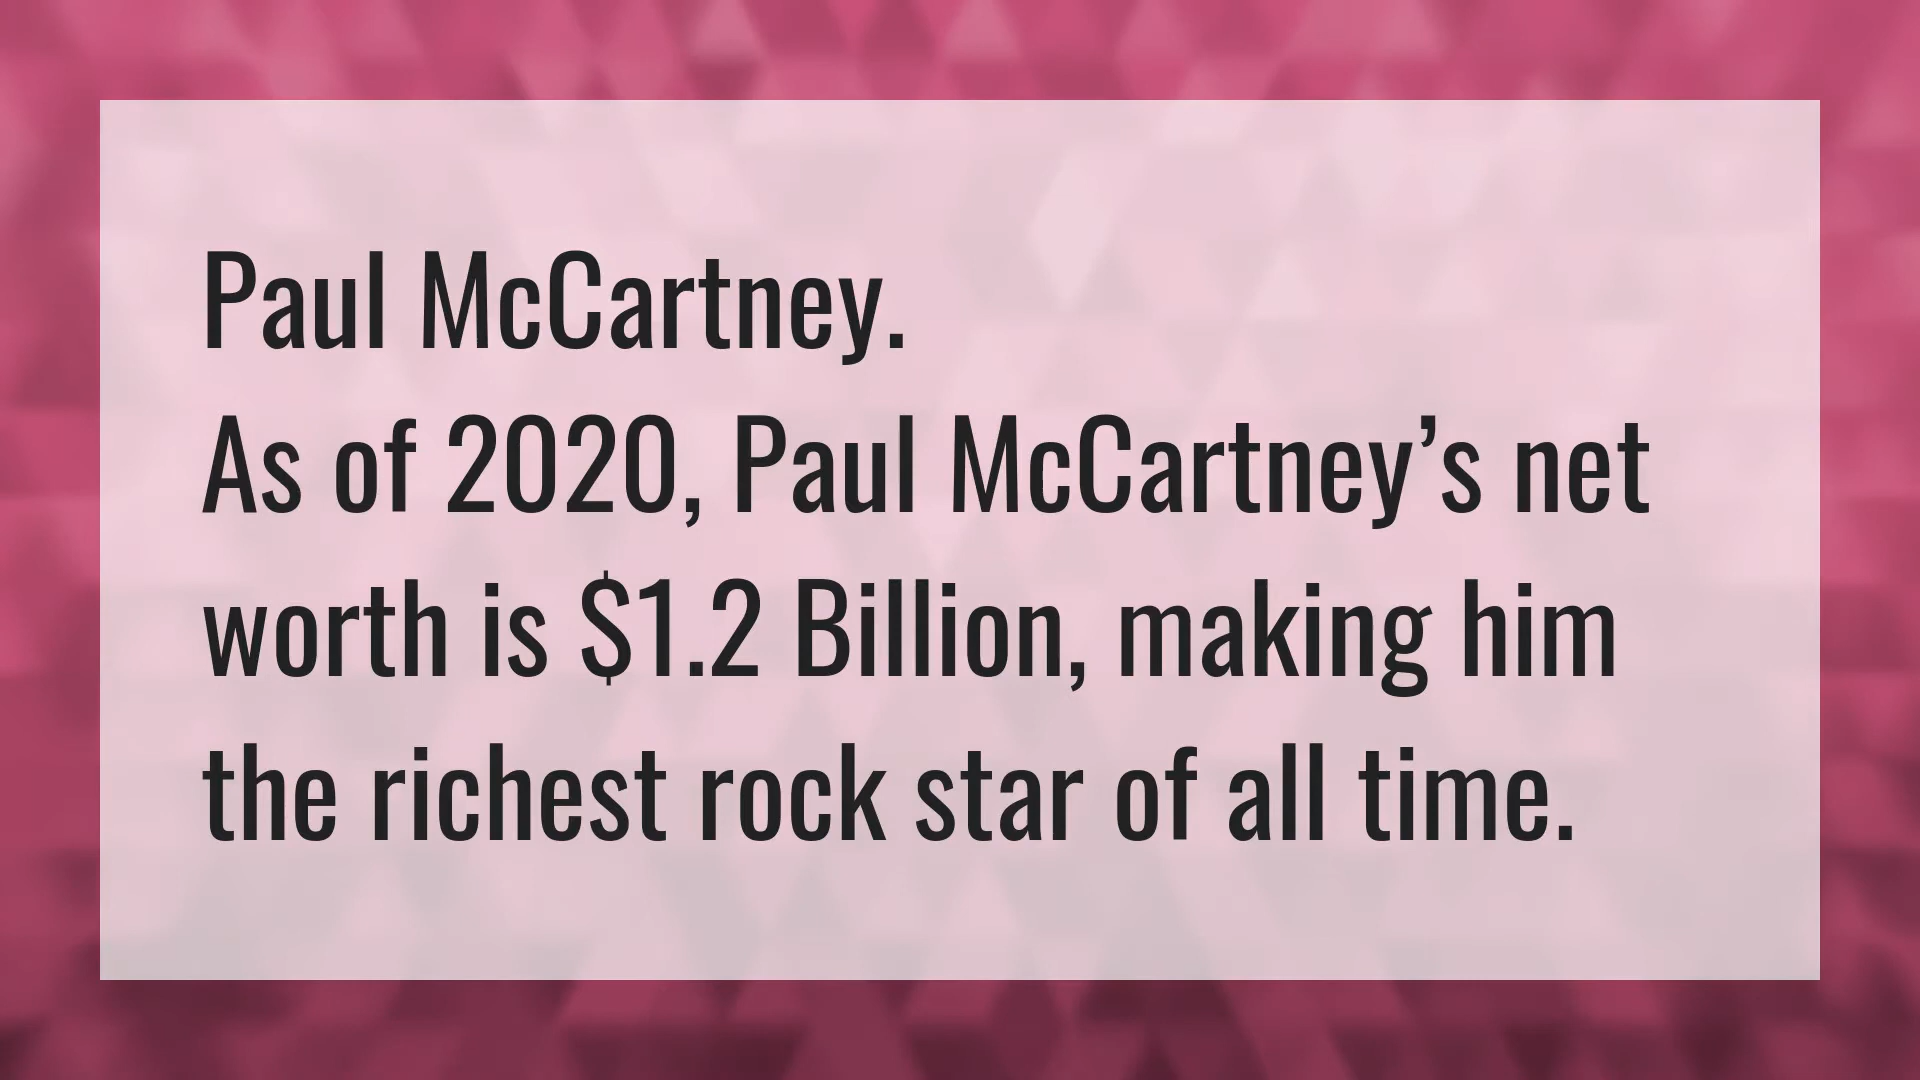 Paul McCartney.
As of 2020, Paul McCartney’s net
worth is $1.2 Billion, making him
the richest rock star of all time.